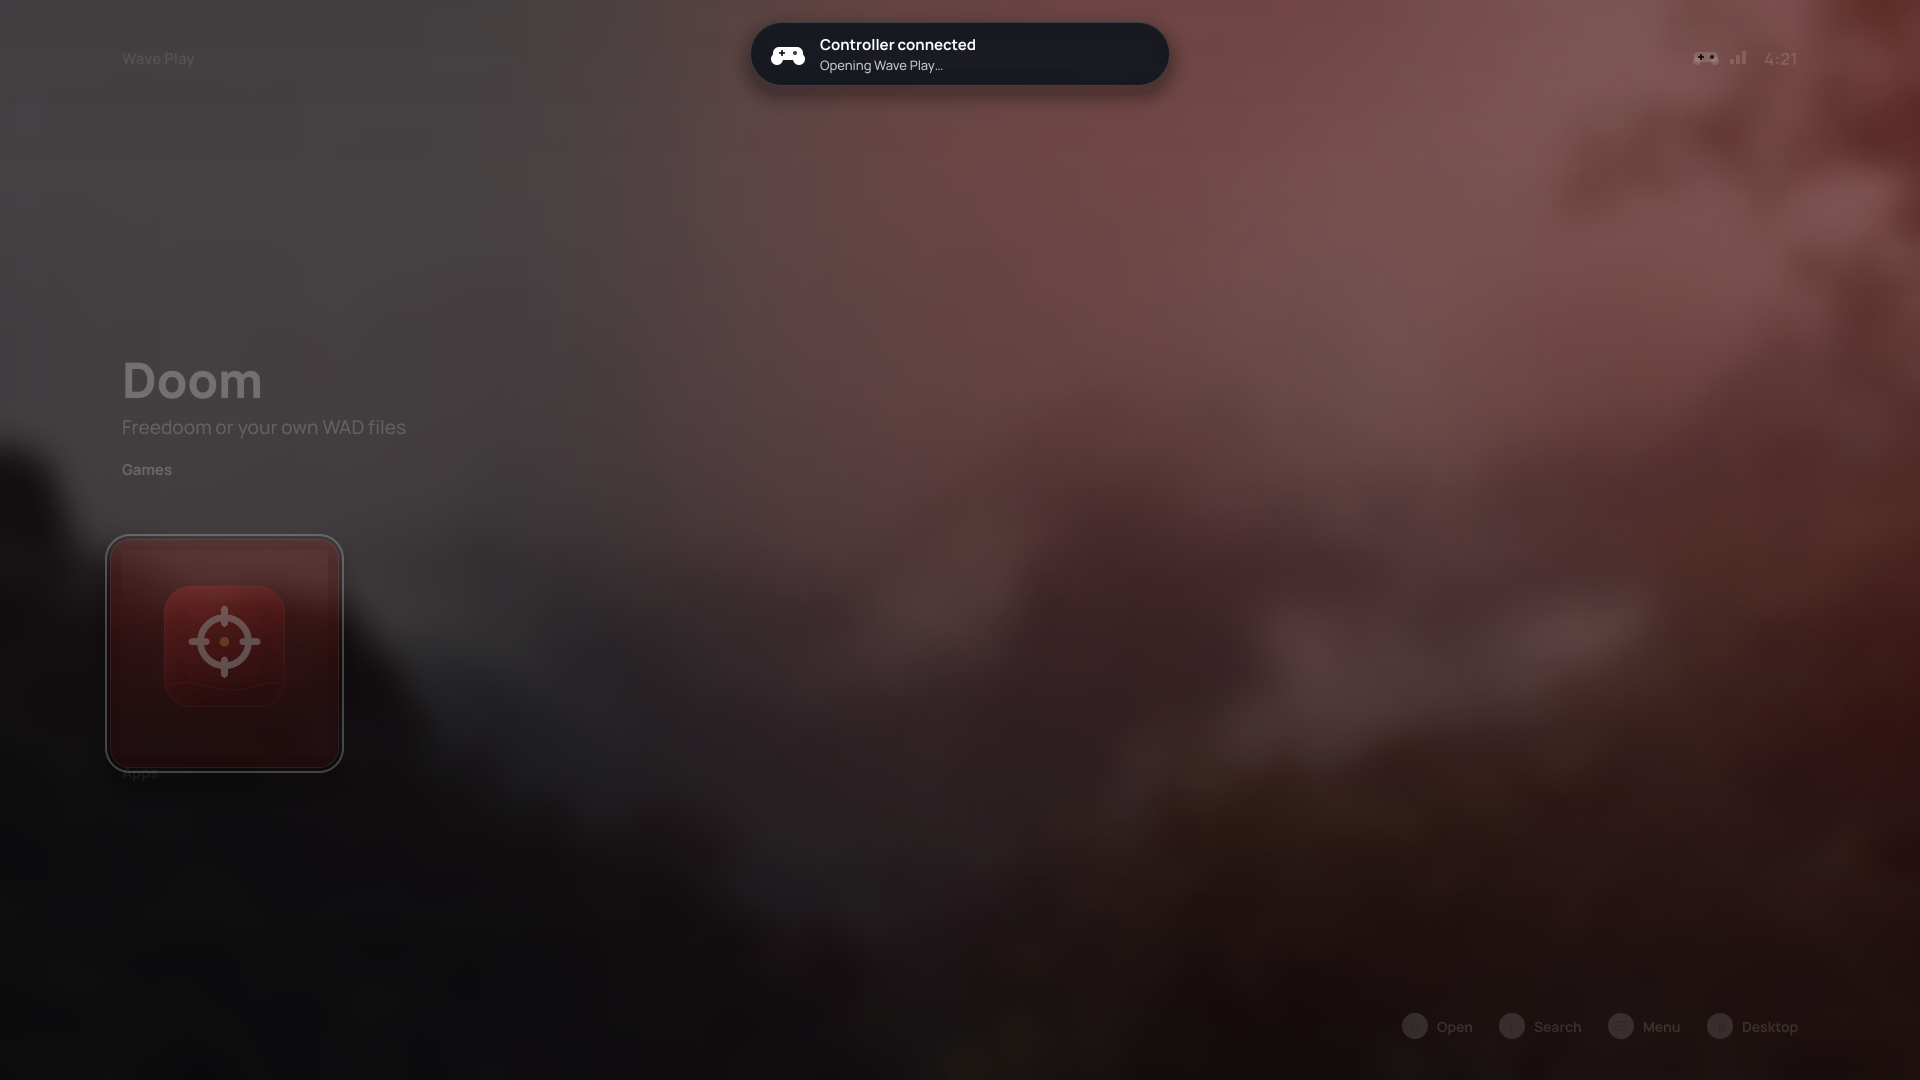 Wave Play
Controller connected
Opening Wave Play...
4:21
Doom
Freedoom or your own WAD files
Games
Apps
Open
Search
Menu
Desktop